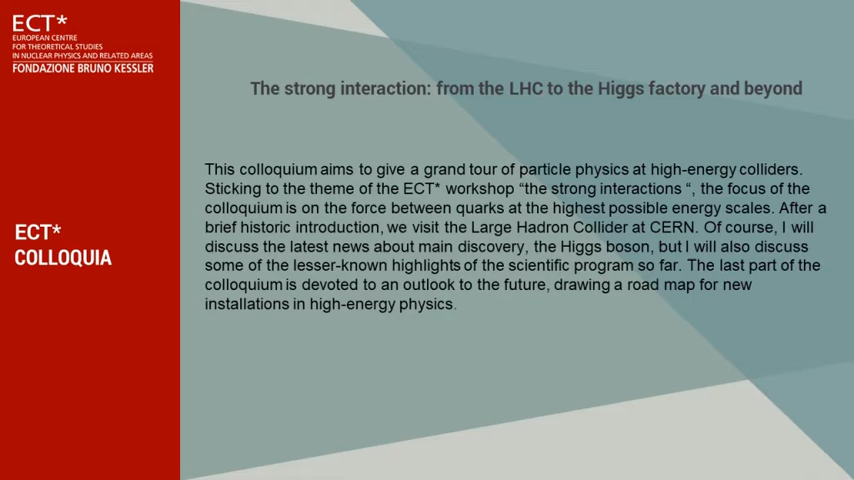 ECT*
EUROPEAN CENTRE
FOR THEORETICAL STUDIES
IN NUCLEAR PHYSICS AND RELATED AREAS
FONDAZIONE BRUNO KESSLER
ECT*
COLLOQUIA
The strong interaction: from the LHC to the Higgs factory and beyond
This colloquium aims to give a grand tour of particle physics at high-energy colliders.
Sticking to the theme of the ECT* workshop “the strong interactions “, the focus of the
colloquium is on the force between quarks at the highest possible energy scales. After a
brief historic introduction, we visit the Large Hadron Collider at CERN. Of course, I will
discuss the latest news about main discovery, the Higgs boson, but I will also discuss
some of the lesser-known highlights of the scientific program so far. The last part of the
colloquium is devoted to an outlook to the future, drawing a road map for new
installations in high-energy physics.